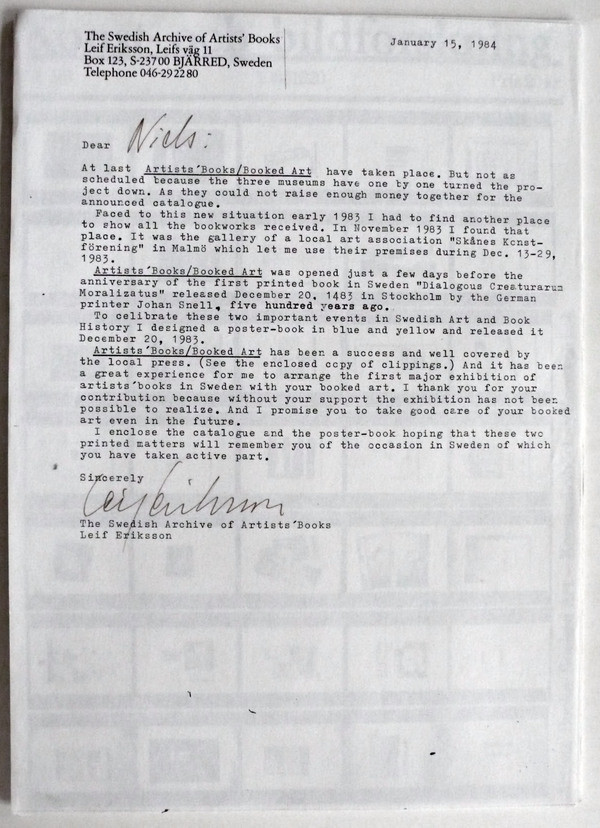 The Swedish Archive of Artists' Books
Leif Eriksson, Leifs väg 11
Box 123, S-237 00 BJÄRRED, Sweden
Telephone 046-29 22 80
January 15, 1984
Dear Niels:
At last Artists´Books/Booked Art have taken place. But not as
scheduled because the three museums have one by one turned the pro-
ject down. As they could not raise enough money together for the
announced catalogue.
Faced to this new situation early 1983 I had to find another place
to show all the bookworks received. In November 1983 I found that
place. It was the gallery of a local art association "Skånes Konst-
förening" in Malmö which let me use their premises during Dec. 13-29,
1983.
Artists´Books/Booked Art was opened just a few days before the
anniversary of the first printed book in Sweden "Dialogous Creaturarum
Moralizatus" released December 20, 1483 in Stockholm by the German
printer Johan Snell, five hundred years ago.
To celibrate these two important events in Swedish Art and Book
History I designed a poster-book in blue and yellow and released it
December 20, 1983.
Artists´Books/Booked Art has been a success and well covered by
the local press. (See the enclosed copy of clippings.) And it has been
a great experience for me to arrange the first major exhibition of
artists´books in Sweden with your booked art. I thank you for your
contribution because without your support the exhibition has not been
possible to realize. And I promise you to take good care of your booked
art even in the future.
I enclose the catalogue and the poster-book hoping that these two
printed matters will remember you of the occasion in Sweden of which
you have taken active part.
Sincerely
Leif Eriksson
The Swedish Archive of Artists´Books
Leif Eriksson